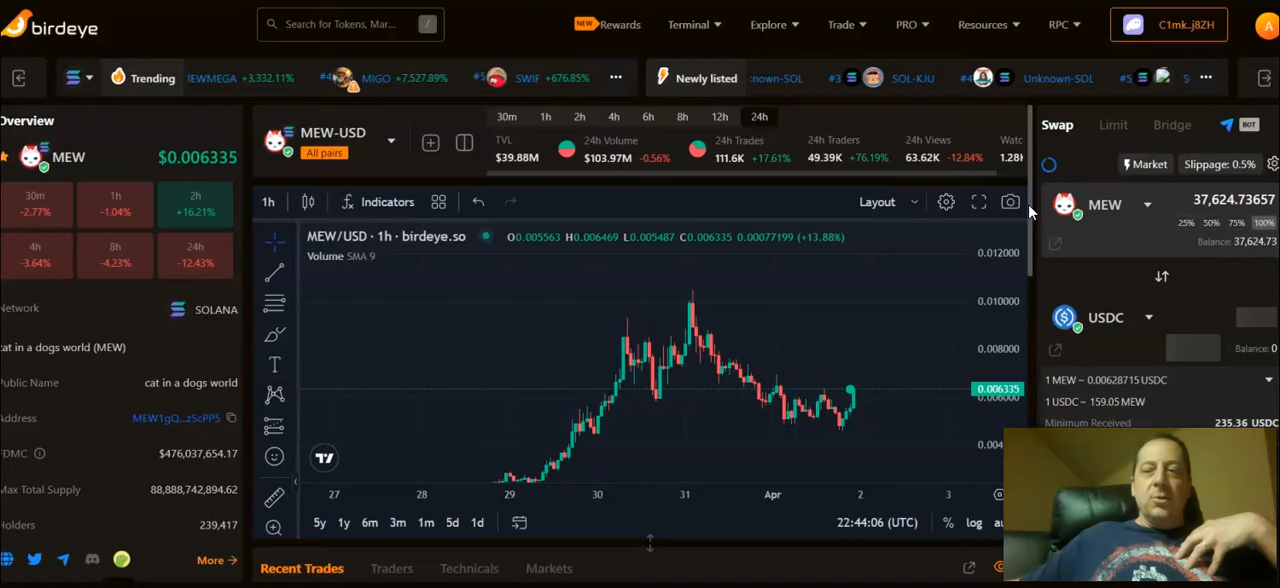 birdeye
Search for Tokens, Mar... /
NEW Rewards
Terminal
Explore
Trade
PRO
Resources
RPC
C1mk..j8ZH
A
Trending
IEWMEGA +3,332.11%
#4 MIGO +7,527.89%
#5 SWIF +676.85%
Newly listed
nown-SOL
#3 SOL-KJU
#4 Unknown-SOL
#5 S
Overview
MEW $0.006335
30m 1h 2h
-2.77% -1.04% +16.21%
4h 8h 24h
-3.64% -4.23% -12.43%
Network SOLANA
cat in a dogs world (MEW)
Public Name cat in a dogs world
Address MEW1gQ...zScPP5
FDMC $476,037,654.17
Max Total Supply 88,888,742,894.62
Holders 239,417
More →
MEW-USD
All pairs
30m 1h 2h 4h 6h 8h 12h 24h
TVL
$39.88M
24h Volume
$103.97M -0.56%
24h Trades
111.6K +17.61%
24h Traders
49.39K +76.19%
24h Views
63.62K -12.84%
Watc
1.28
1h Indicators Layout
MEW/USD · 1h · birdeye.so O0.005563 H0.006469 L0.005487 C0.006335 0.00077199 (+13.88%)
Volume SMA 9
0.012000
0.010000
0.008000
0.006335
0.006000
0.004
27 28 29 30 31 Apr 2 3
5y 1y 6m 3m 1m 5d 1d
22:44:06 (UTC) % log au
Recent Trades Traders Technicals Markets
Swap Limit Bridge BOT
Market Slippage: 0.5%
MEW 37,624.73657
25% 50% 75% 100%
Balance: 37,624.73
USDC
Balance: 0
1 MEW ~ 0.00628715 USDC
1 USDC ~ 159.05 MEW
Minimum Received 235.36 USDC